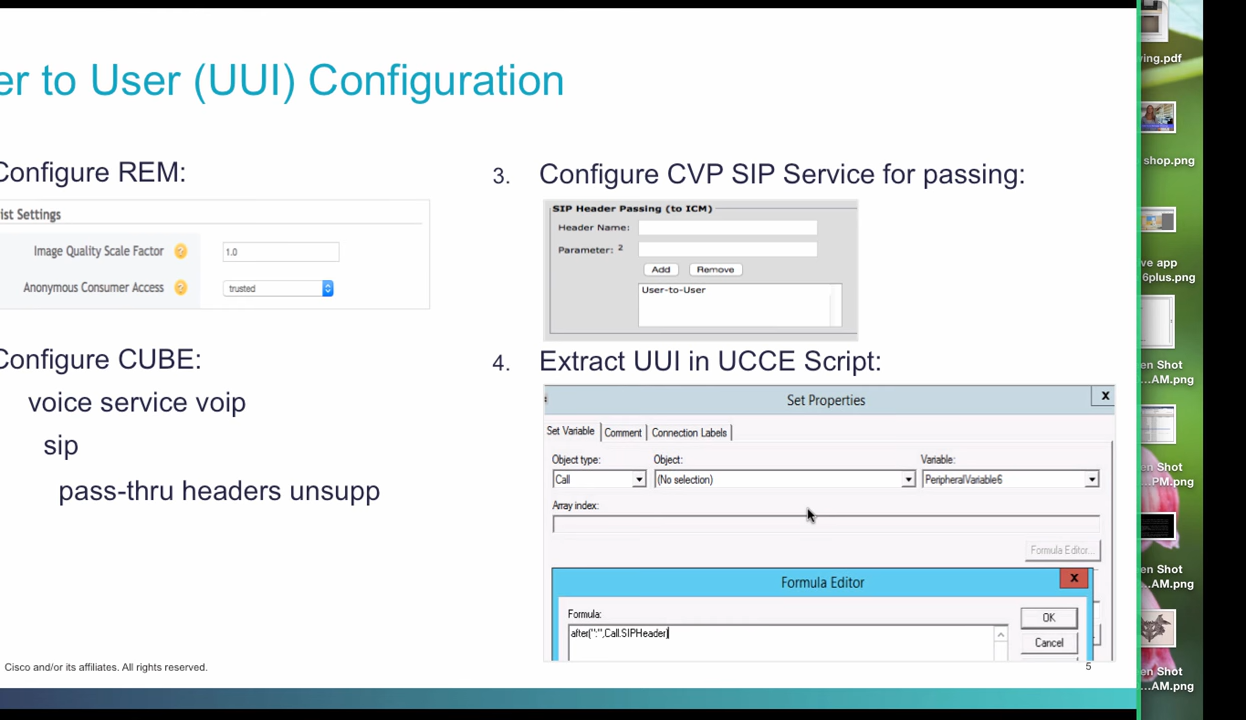 er to User (UUI) Configuration
Configure REM:
ist Settings
Image Quality Scale Factor
1.0
Anonymous Consumer Access
trusted
Configure CUBE:
voice service voip
sip
pass-thru headers unsupp
3. Configure CVP SIP Service for passing:
SIP Header Passing (to ICM)
Header Name:
Parameter: 2
Add Remove
User-to-User
4. Extract UUI in UCCE Script:
Set Properties
X
Set Variable Comment Connection Labels
Object type: Object: Variable:
Call (No selection) PeripheralVariable6
Array index:
Formula Editor...
Formula Editor
X
Formula:
OK
after(":",Call.SIPHeader)
Cancel
Cisco and/or its affiliates. All rights reserved.
5
ving.pdf
shop.png
ve app
6plus.png
en Shot
...AM.png
en Shot
...PM.png
en Shot
...AM.png
en Shot
...AM.png